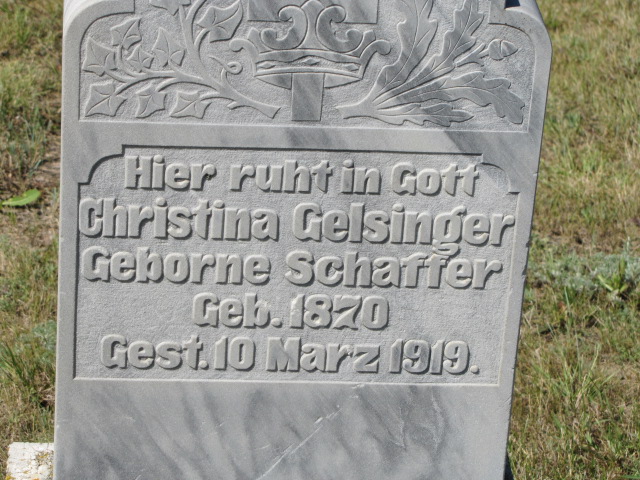 Hier ruht in Gott
Christina Gelsinger
Geborne Schaffer
Geb. 1870
Gest. 10 Marz 1919.